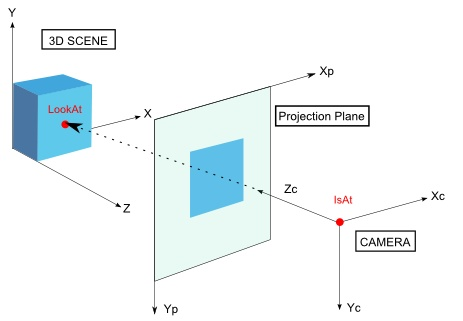 Y
3D SCENE
Xp
LookAt
X
Projection Plane
Z
Zc
IsAt
Xc
CAMERA
Yp
Yc